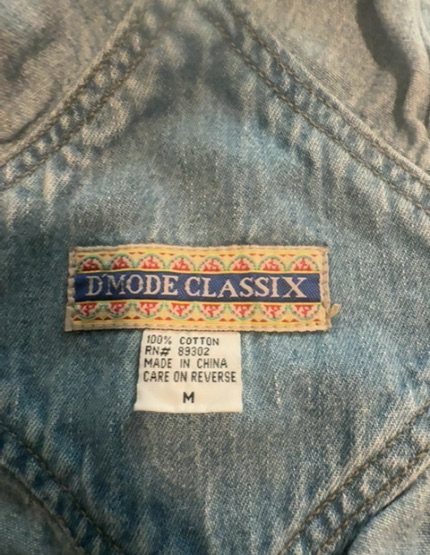 D'MODE CLASSIX
100% COTTON
RN# 89302
MADE IN CHINA
CARE ON REVERSE
M